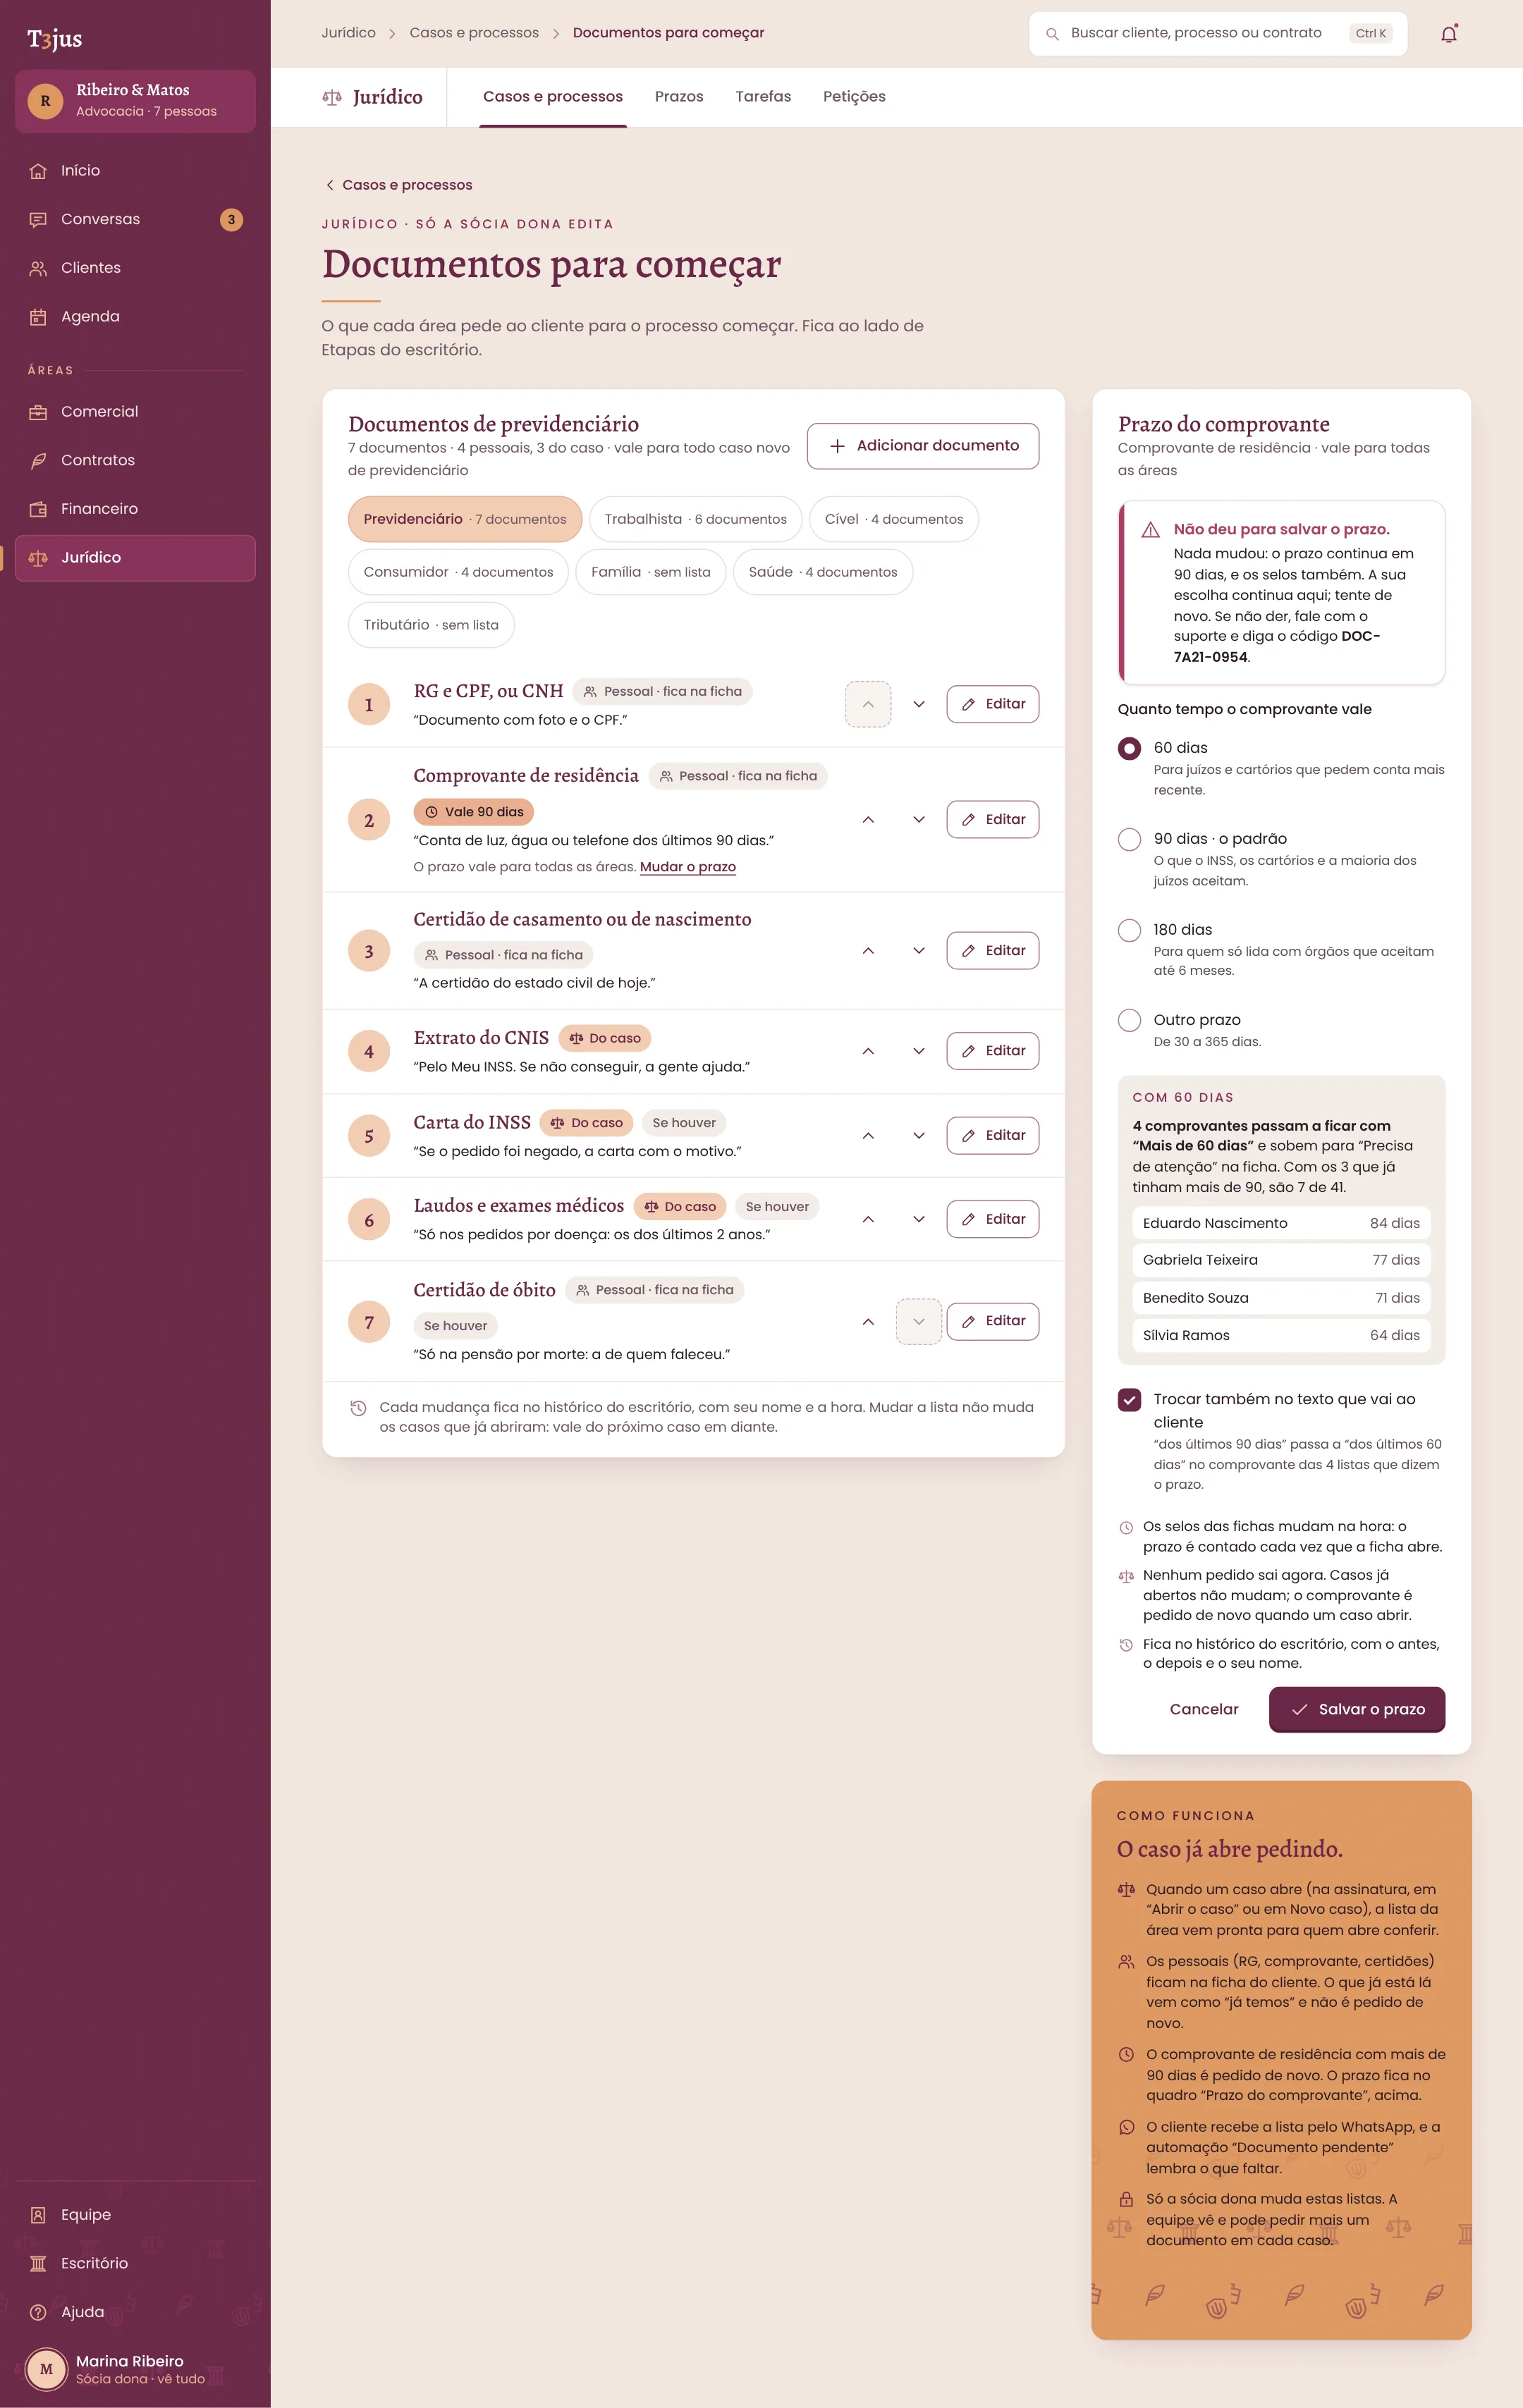 T3jus
R
Ribeiro & Matos
Advocacia · 7 pessoas
Início
Conversas
3
Clientes
Agenda
ÁREAS
Comercial
Contratos
Financeiro
Jurídico
Equipe
Escritório
Ajuda
M
Marina Ribeiro
Sócia dona · vê tudo
Jurídico
Casos e processos
Documentos para começar
Buscar cliente, processo ou contrato
Ctrl K
Jurídico
Casos e processos
Prazos
Tarefas
Petições
Casos e processos
JURÍDICO · SÓ A SÓCIA DONA EDITA
Documentos para começar
O que cada área pede ao cliente para o processo começar. Fica ao lado de
Etapas do escritório.
Documentos de previdenciário
7 documentos · 4 pessoais, 3 do caso · vale para todo caso novo
de previdenciário
Adicionar documento
Previdenciário · 7 documentos
Trabalhista · 6 documentos
Cível · 4 documentos
Consumidor · 4 documentos
Família · sem lista
Saúde · 4 documentos
Tributário · sem lista
1
RG e CPF, ou CNH
Pessoal · fica na ficha
“Documento com foto e o CPF.”
Editar
2
Comprovante de residência
Pessoal · fica na ficha
Vale 90 dias
“Conta de luz, água ou telefone dos últimos 90 dias.”
O prazo vale para todas as áreas. Mudar o prazo
Editar
3
Certidão de casamento ou de nascimento
Pessoal · fica na ficha
“A certidão do estado civil de hoje.”
Editar
4
Extrato do CNIS
Do caso
“Pelo Meu INSS. Se não conseguir, a gente ajuda.”
Editar
5
Carta do INSS
Do caso
Se houver
“Se o pedido foi negado, a carta com o motivo.”
Editar
6
Laudos e exames médicos
Do caso
Se houver
“Só nos pedidos por doença: os dos últimos 2 anos.”
Editar
7
Certidão de óbito
Pessoal · fica na ficha
Se houver
“Só na pensão por morte: a de quem faleceu.”
Editar
Cada mudança fica no histórico do escritório, com seu nome e a hora. Mudar a lista não muda
os casos que já abriram: vale do próximo caso em diante.
Prazo do comprovante
Comprovante de residência · vale para todas
as áreas
Não deu para salvar o prazo.
Nada mudou: o prazo continua em
90 dias, e os selos também. A sua
escolha continua aqui; tente de
novo. Se não der, fale com o
suporte e diga o código DOC-
7A21-0954.
Quanto tempo o comprovante vale
60 dias
Para juízos e cartórios que pedem conta mais
recente.
90 dias · o padrão
O que o INSS, os cartórios e a maioria dos
juízos aceitam.
180 dias
Para quem só lida com órgãos que aceitam
até 6 meses.
Outro prazo
De 30 a 365 dias.
COM 60 DIAS
4 comprovantes passam a ficar com
“Mais de 60 dias” e sobem para “Precisa
de atenção” na ficha. Com os 3 que já
tinham mais de 90, são 7 de 41.
Eduardo Nascimento
84 dias
Gabriela Teixeira
77 dias
Benedito Souza
71 dias
Sílvia Ramos
64 dias
Trocar também no texto que vai ao
cliente
“dos últimos 90 dias” passa a “dos últimos 60
dias” no comprovante das 4 listas que dizem
o prazo.
Os selos das fichas mudam na hora: o
prazo é contado cada vez que a ficha abre.
Nenhum pedido sai agora. Casos já
abertos não mudam; o comprovante é
pedido de novo quando um caso abrir.
Fica no histórico do escritório, com o antes,
o depois e o seu nome.
Cancelar
Salvar o prazo
COMO FUNCIONA
O caso já abre pedindo.
Quando um caso abre (na assinatura, em
“Abrir o caso” ou em Novo caso), a lista da
área vem pronta para quem abre conferir.
Os pessoais (RG, comprovante, certidões)
ficam na ficha do cliente. O que já está lá
vem como “já temos” e não é pedido de
novo.
O comprovante de residência com mais de
90 dias é pedido de novo. O prazo fica no
quadro “Prazo do comprovante”, acima.
O cliente recebe a lista pelo WhatsApp, e a
automação “Documento pendente”
lembra o que faltar.
Só a sócia dona muda estas listas. A
equipe vê e pode pedir mais um
documento em cada caso.